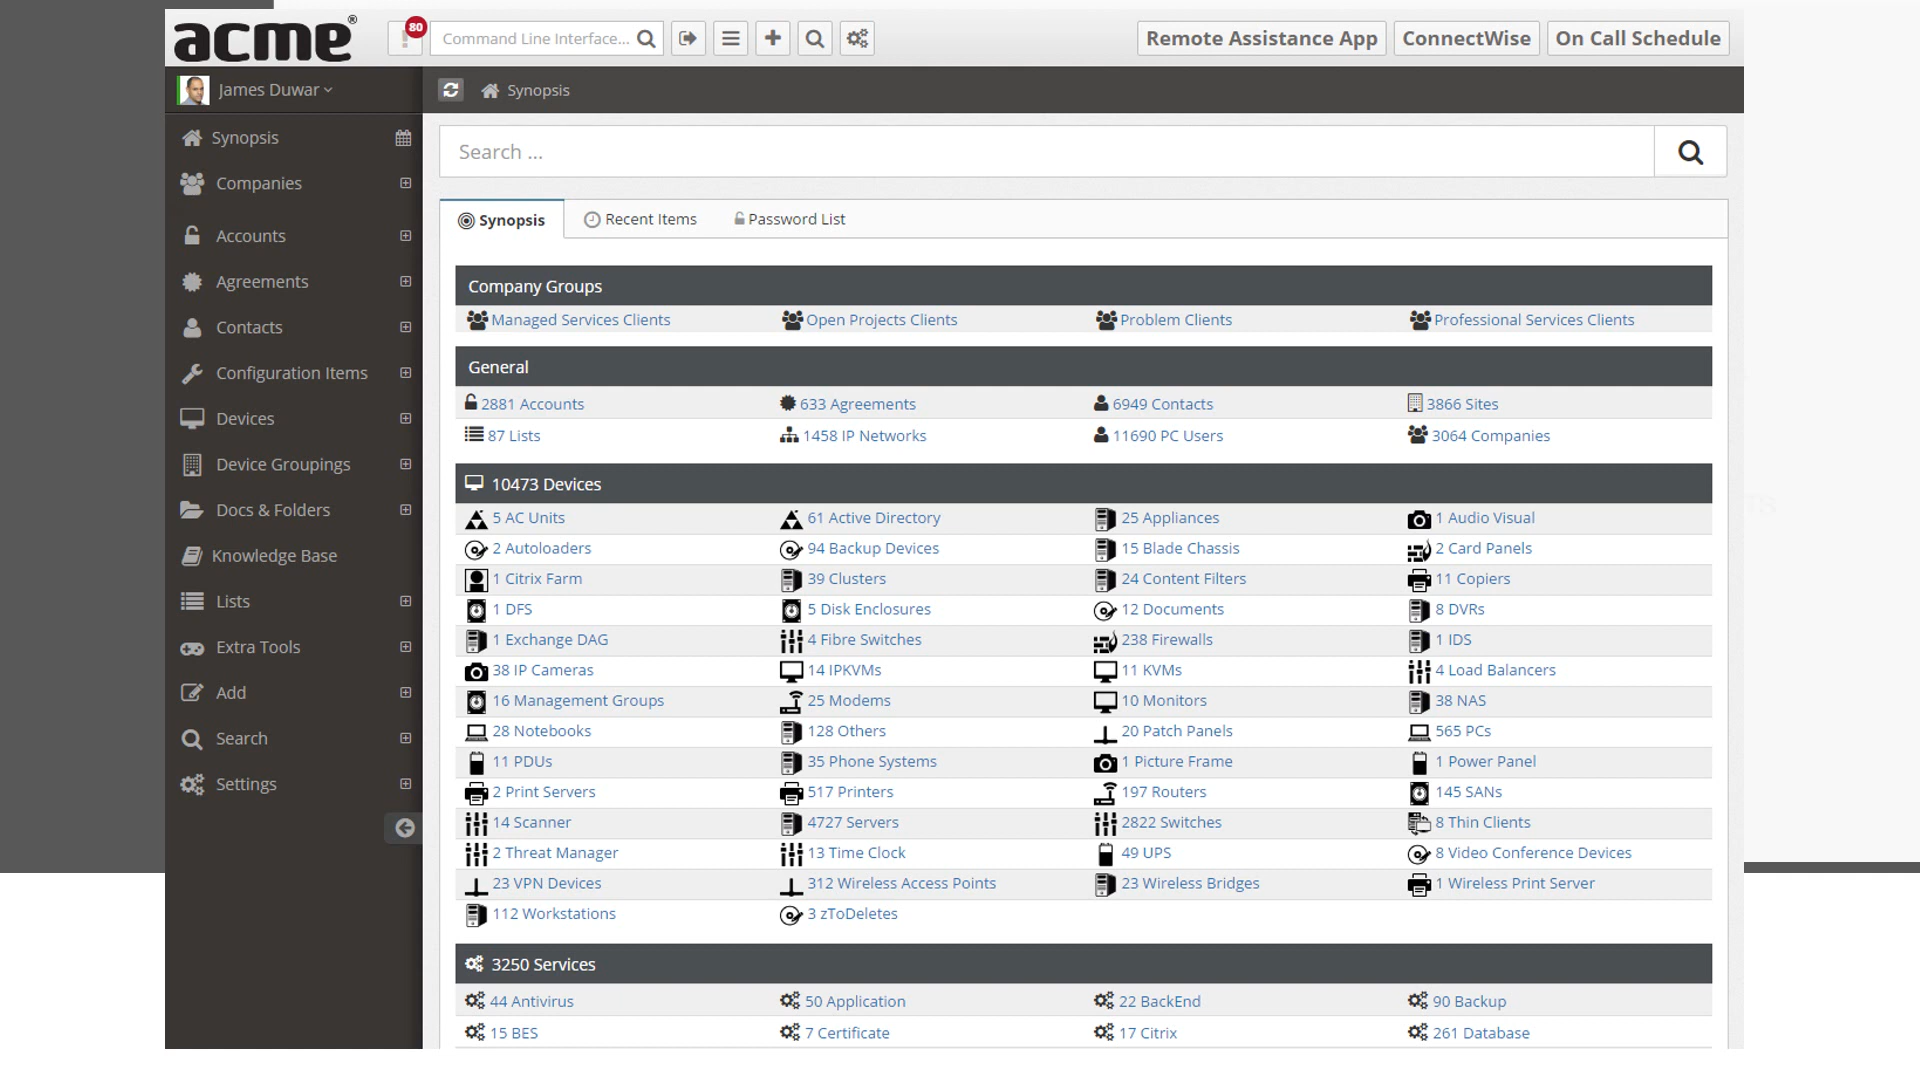 acme®
80
Command Line Interface...
Remote Assistance App
ConnectWise
On Call Schedule
James Duwar
Synopsis
Synopsis
Companies
Accounts
Agreements
Contacts
Configuration Items
Devices
Device Groupings
Docs & Folders
Knowledge Base
Lists
Extra Tools
Add
Search
Settings
Search ...
Synopsis
Recent Items
Password List
Company Groups
Managed Services Clients
Open Projects Clients
Problem Clients
Professional Services Clients
General
2881 Accounts
633 Agreements
6949 Contacts
3866 Sites
87 Lists
1458 IP Networks
11690 PC Users
3064 Companies
10473 Devices
5 AC Units
61 Active Directory
25 Appliances
1 Audio Visual
2 Autoloaders
94 Backup Devices
15 Blade Chassis
2 Card Panels
1 Citrix Farm
39 Clusters
24 Content Filters
11 Copiers
1 DFS
5 Disk Enclosures
12 Documents
8 DVRs
1 Exchange DAG
4 Fibre Switches
238 Firewalls
1 IDS
38 IP Cameras
14 IPKVMs
11 KVMs
4 Load Balancers
16 Management Groups
25 Modems
10 Monitors
38 NAS
28 Notebooks
128 Others
20 Patch Panels
565 PCs
11 PDUs
35 Phone Systems
1 Picture Frame
1 Power Panel
2 Print Servers
517 Printers
197 Routers
145 SANs
14 Scanner
4727 Servers
2822 Switches
8 Thin Clients
2 Threat Manager
13 Time Clock
49 UPS
8 Video Conference Devices
23 VPN Devices
312 Wireless Access Points
23 Wireless Bridges
1 Wireless Print Server
112 Workstations
3 zToDeletes
3250 Services
44 Antivirus
50 Application
22 BackEnd
90 Backup
15 BES
7 Certificate
17 Citrix
261 Database